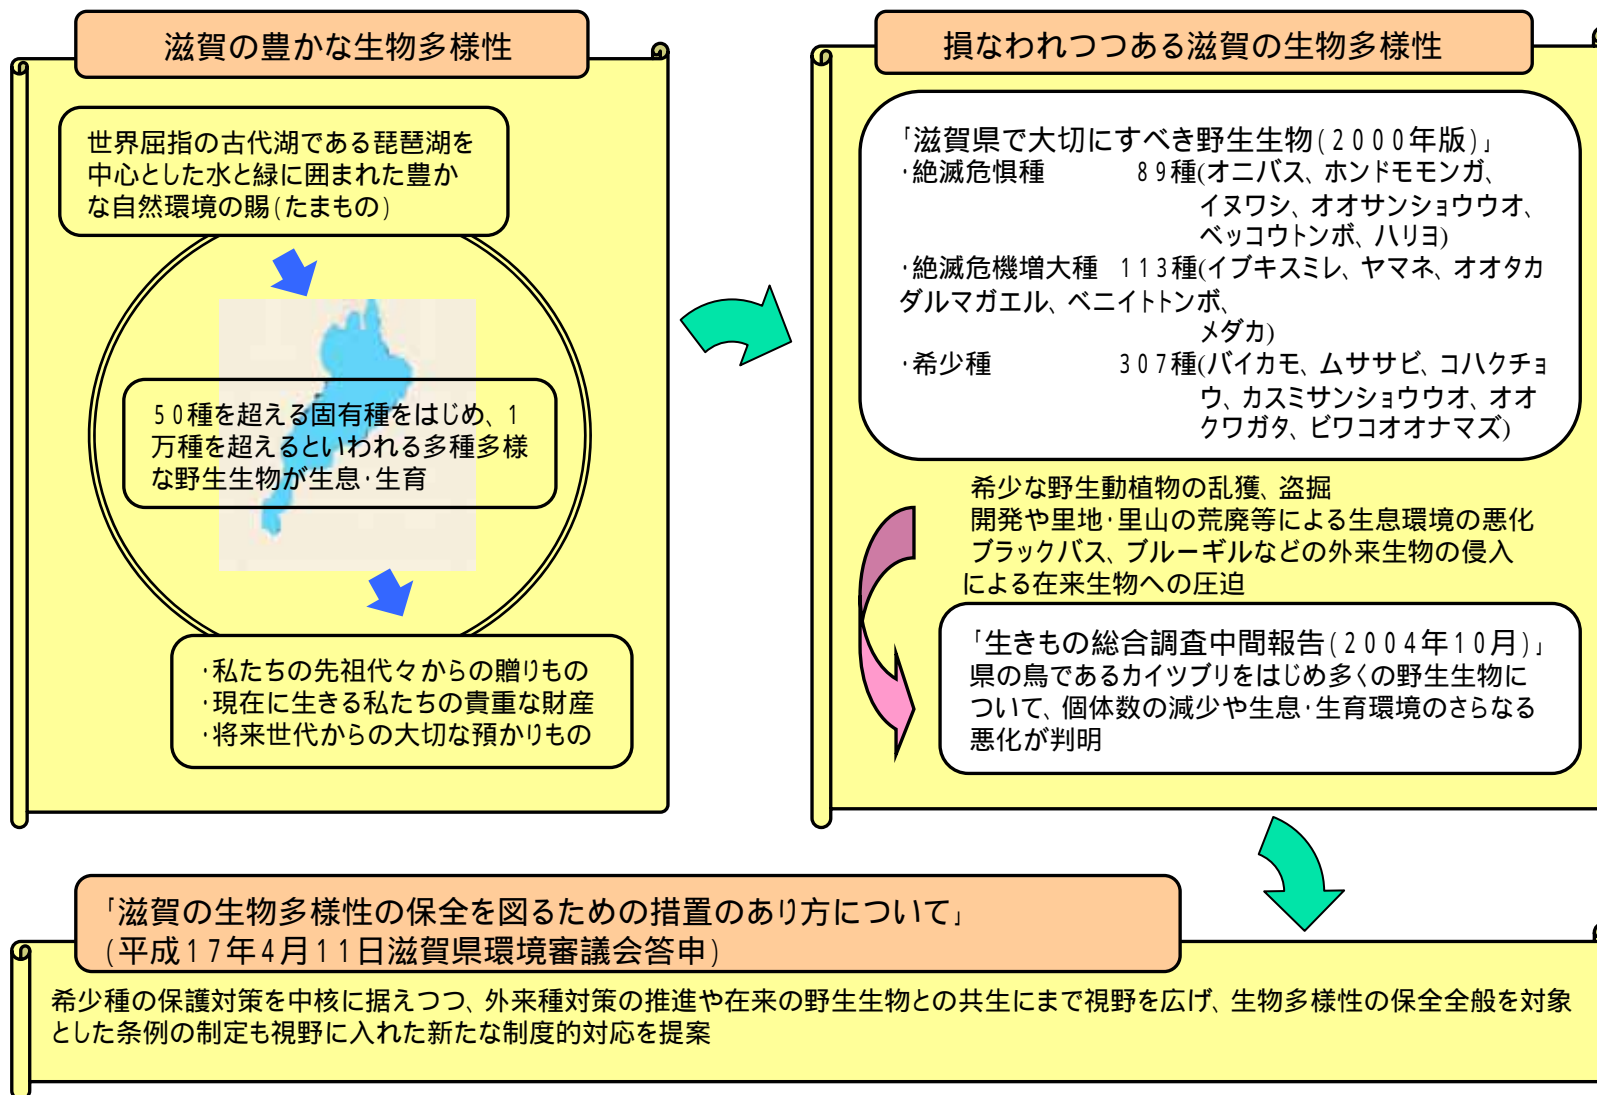 滋賀の豊かな生物多様性
世界屈指の古代湖である琵琶湖を
中心とした水と緑に囲まれた豊か
な自然環境の賜(たまもの)
50種を超える固有種をはじめ、1
万種を超えるといわれる多種多様
な野生生物が生息・生育
・私たちの先祖代々からの贈りもの
・現在に生きる私たちの貴重な財産
・将来世代からの大切な預かりもの
損なわれつつある滋賀の生物多様性
「滋賀県で大切にすべき野生生物(2000年版)」
・絶滅危惧種 89種(オニバス、ホンドモモンガ、
イヌワシ、オオサンショウウオ、
ベッコウトンボ、ハリヨ)
・絶滅危機増大種 113種(イブキスミレ、ヤマネ、オオタカ
ダルマガエル、ベニイトトンボ、
メダカ)
・希少種 307種(バイカモ、ムササビ、コハクチョ
ウ、カスミサンショウウオ、オオ
クワガタ、ビワコオオナマズ)
希少な野生動植物の乱獲、盗掘
開発や里地・里山の荒廃等による生息環境の悪化
ブラックバス、ブルーギルなどの外来生物の侵入
による在来生物への圧迫
「生きもの総合調査中間報告(2004年10月)」
県の鳥であるカイツブリをはじめ多くの野生生物に
ついて、個体数の減少や生息・生育環境のさらなる
悪化が判明
「滋賀の生物多様性の保全を図るための措置のあり方について」
(平成17年4月11日滋賀県環境審議会答申)
希少種の保護対策を中核に据えつつ、外来種対策の推進や在来の野生生物との共生にまで視野を広げ、生物多様性の保全全般を対象
とした条例の制定も視野に入れた新たな制度的対応を提案